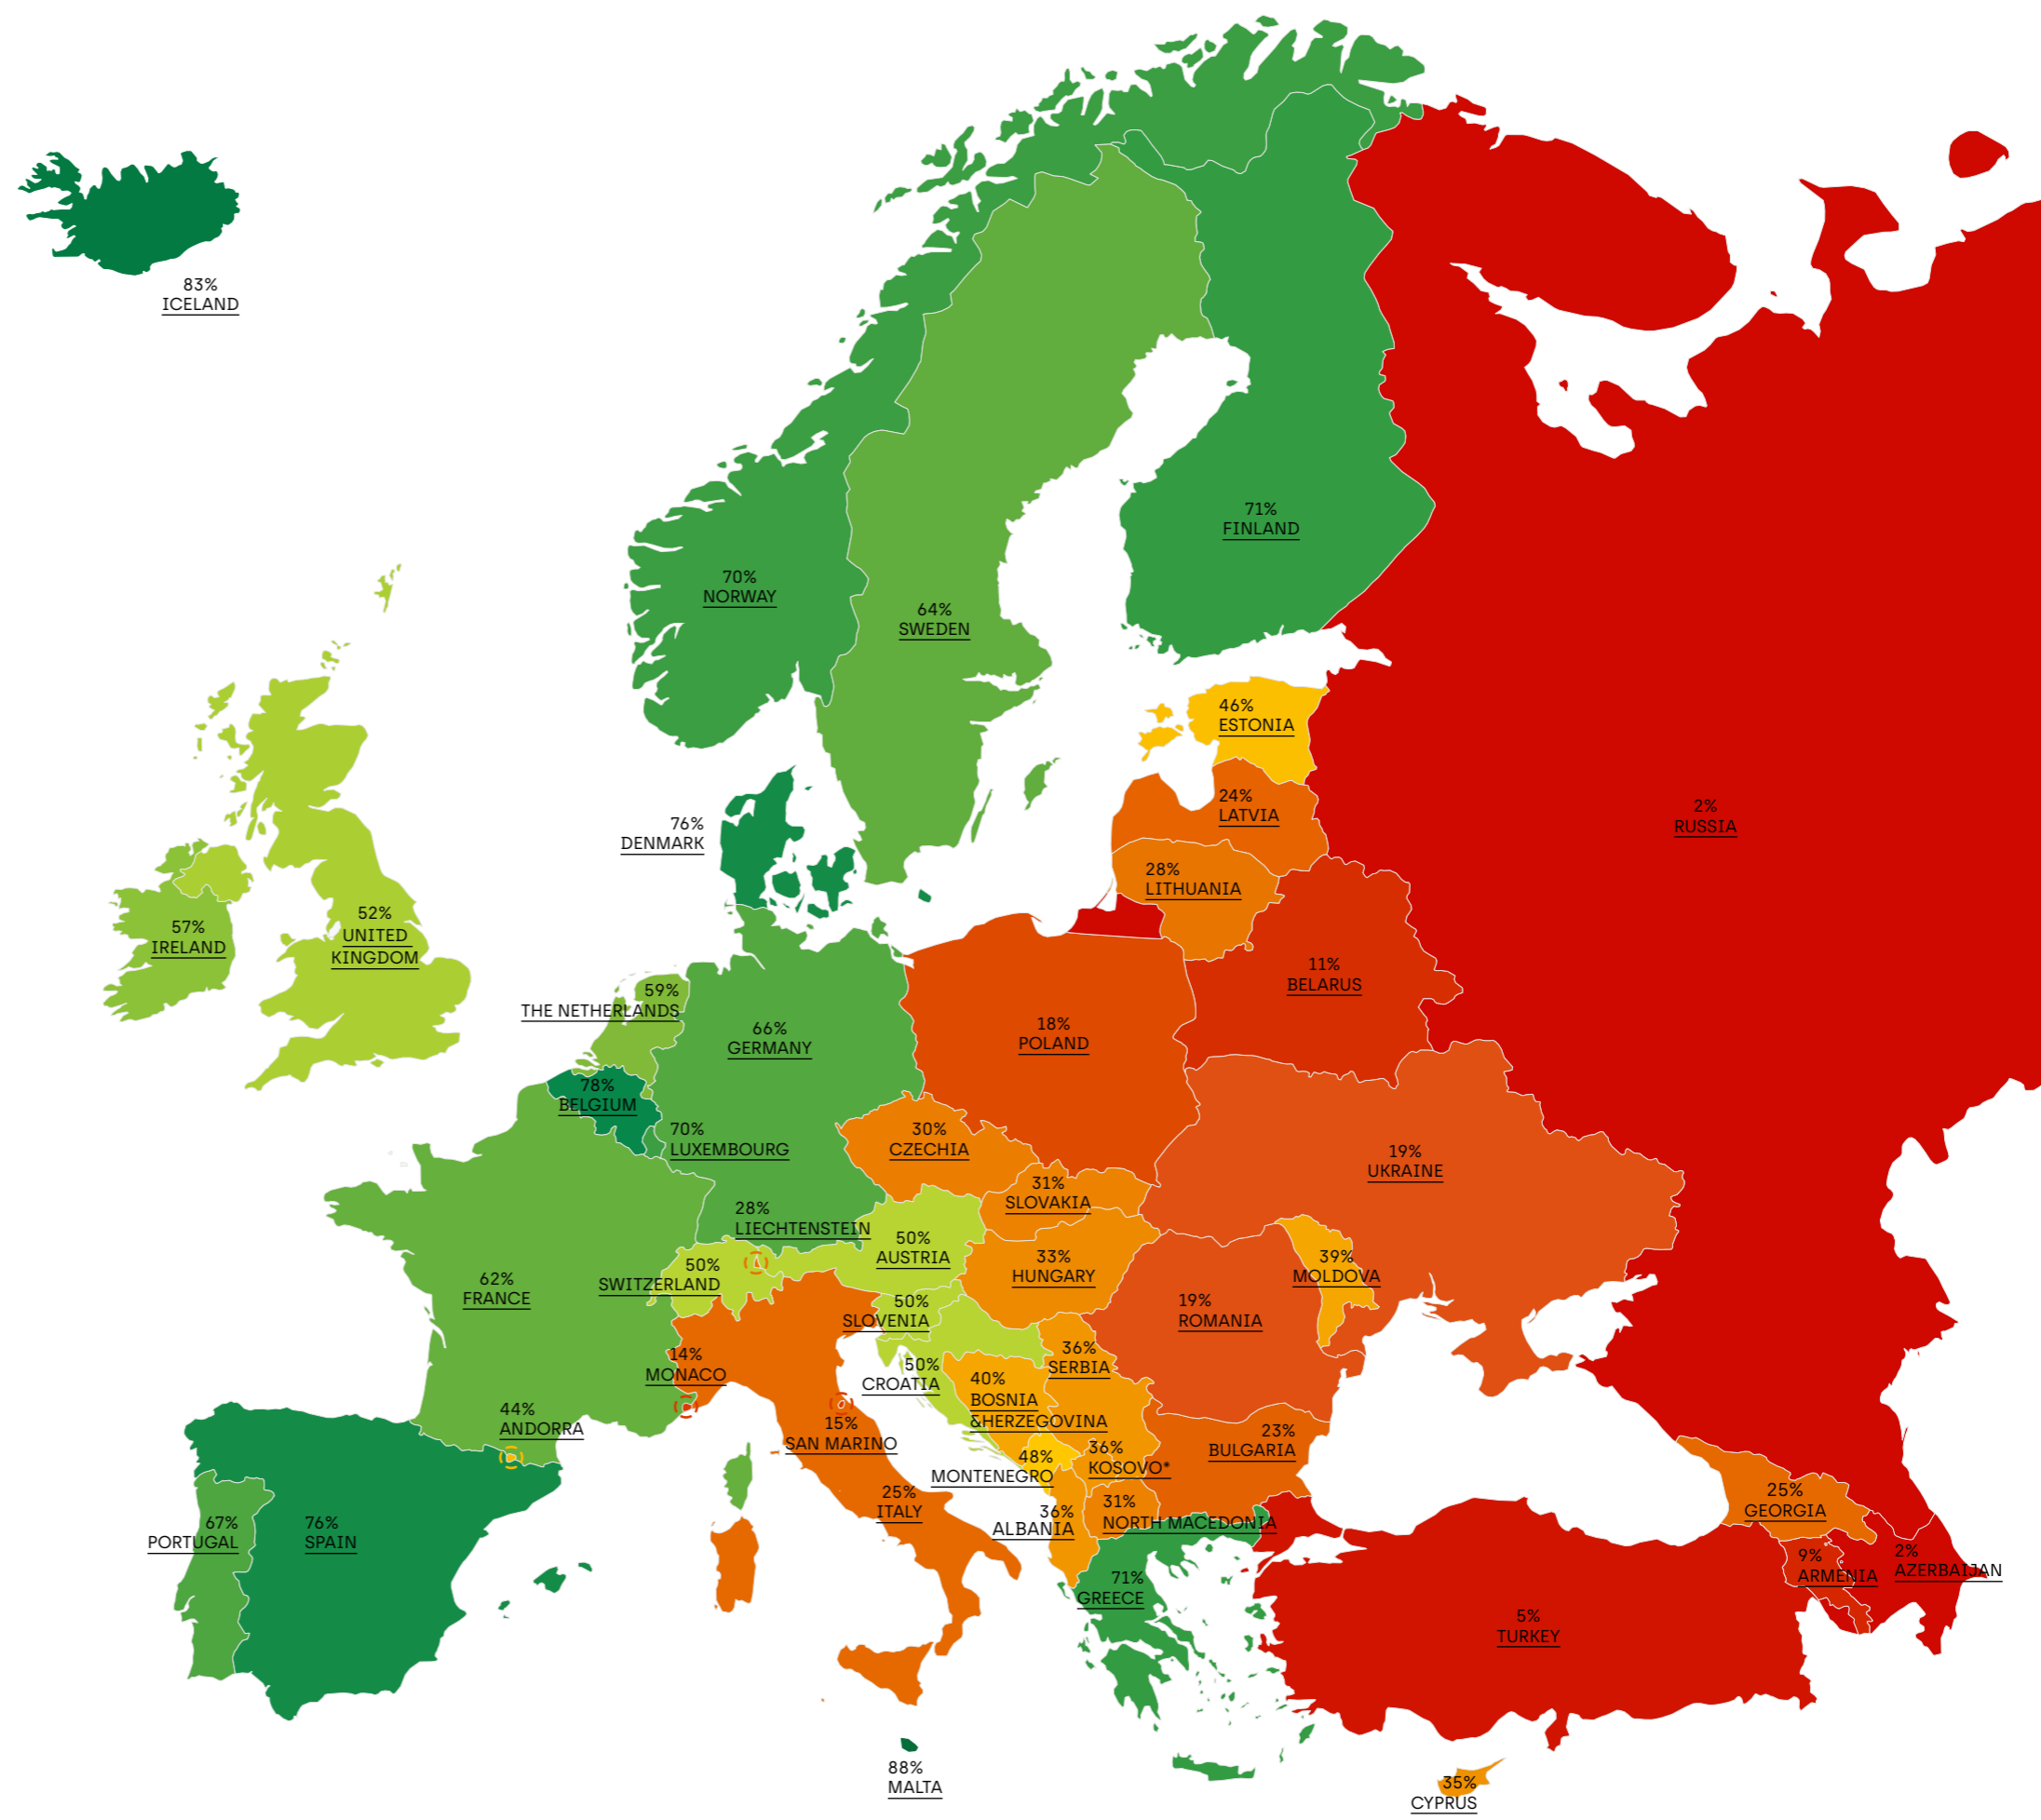 83%
ICELAND
71%
FINLAND
70%
NORWAY
64%
SWEDEN
46%
ESTONIA
24%
LATVIA
2%
RUSSIA
76%
DENMARK
28%
LITHUANIA
52%
UNITED
KINGDOM
57%
IRELAND
11%
BELARUS
59%
THE NETHERLANDS
66%
GERMANY
18%
POLAND
78%
BELGIUM
70%
LUXEMBOURG
30%
CZECHIA
19%
UKRAINE
31%
SLOVAKIA
28%
LIECHTENSTEIN
50%
AUSTRIA
33%
HUNGARY
39%
MOLDOVA
50%
SWITZERLAND
62%
FRANCE
50%
SLOVENIA
19%
ROMANIA
14%
MONACO
50%
CROATIA
36%
SERBIA
40%
BOSNIA
&HERZEGOVINA
44%
ANDORRA
15%
SAN MARINO
23%
BULGARIA
48%
MONTENEGRO
36%
KOSOVO*
25%
ITALY
31%
NORTH MACEDONIA
36%
ALBANIA
25%
GEORGIA
67%
PORTUGAL
76%
SPAIN
9%
ARMENIA
2%
AZERBAIJAN
71%
GREECE
5%
TURKEY
88%
MALTA
35%
CYPRUS